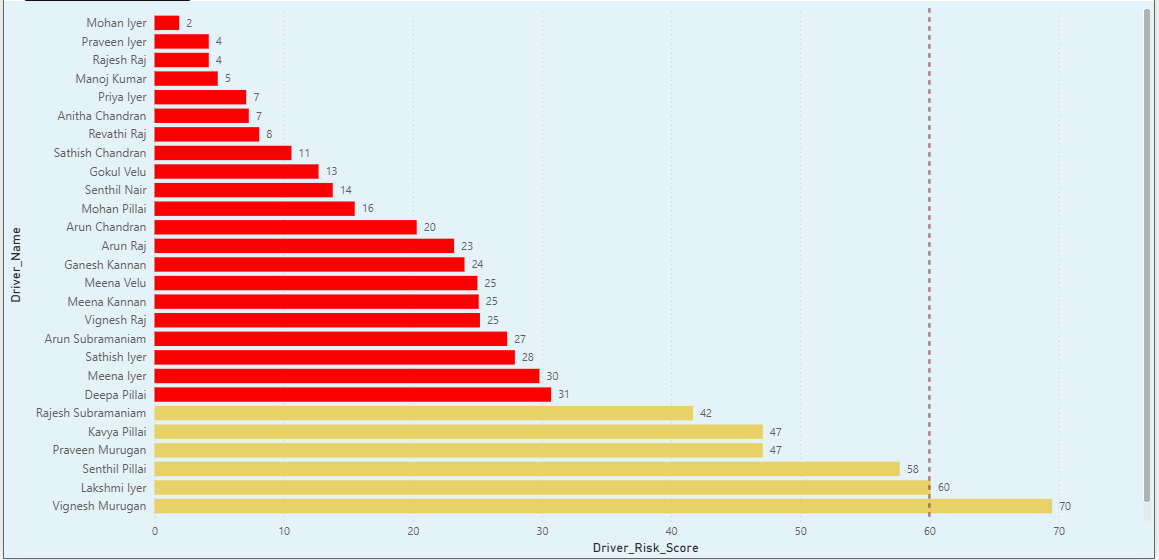 Mohan Iyer 2
Praveen Iyer 4
Rajesh Raj 4
Manoj Kumar 5
Priya Iyer 7
Anitha Chandran 7
Revathi Raj 8
Sathish Chandran 11
Gokul Velu 13
Senthil Nair 14
Mohan Pillai 16
Arun Chandran 20
Arun Raj 23
Ganesh Kannan 24
Meena Velu 25
Meena Kannan 25
Vignesh Raj 25
Arun Subramaniam 27
Sathish Iyer 28
Meena Iyer 30
Deepa Pillai 31
Rajesh Subramaniam 42
Kavya Pillai 47
Praveen Murugan 47
Senthil Pillai 58
Lakshmi Iyer 60
Vignesh Murugan 70
Driver_Name
0 10 20 30 40 50 60 70
Driver_Risk_Score